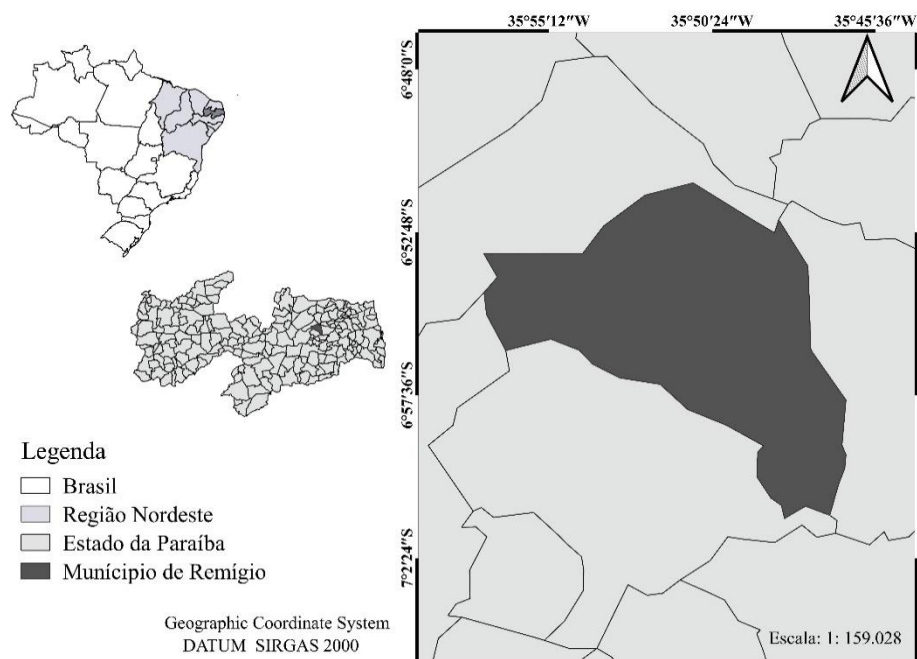 35°55'12"W
35°50'24"W
35°45'36"W
6°48'0"S
6°52'48"S
6°57'36"S
7°2'24"S
Legenda
Brasil
Região Nordeste
Estado da Paraíba
Munícipio de Remígio
Geographic Coordinate System
DATUM SIRGAS 2000
Escala: 1: 159.028